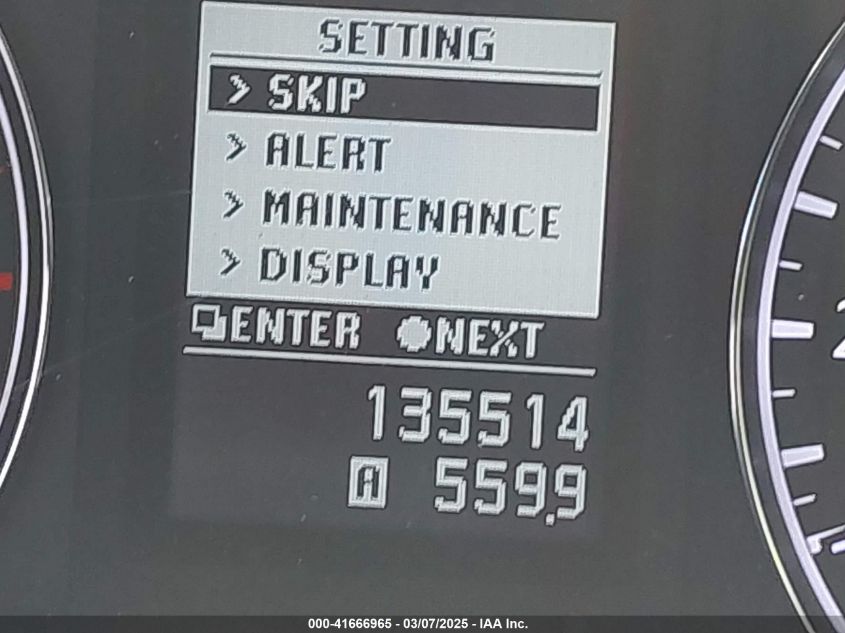 SETTING
> SKIP
> ALERT
> MAINTENANCE
> DISPLAY
ENTER NEXT
135514
A 559.9
000-41666965 - 03/07/2025 - IAA Inc.